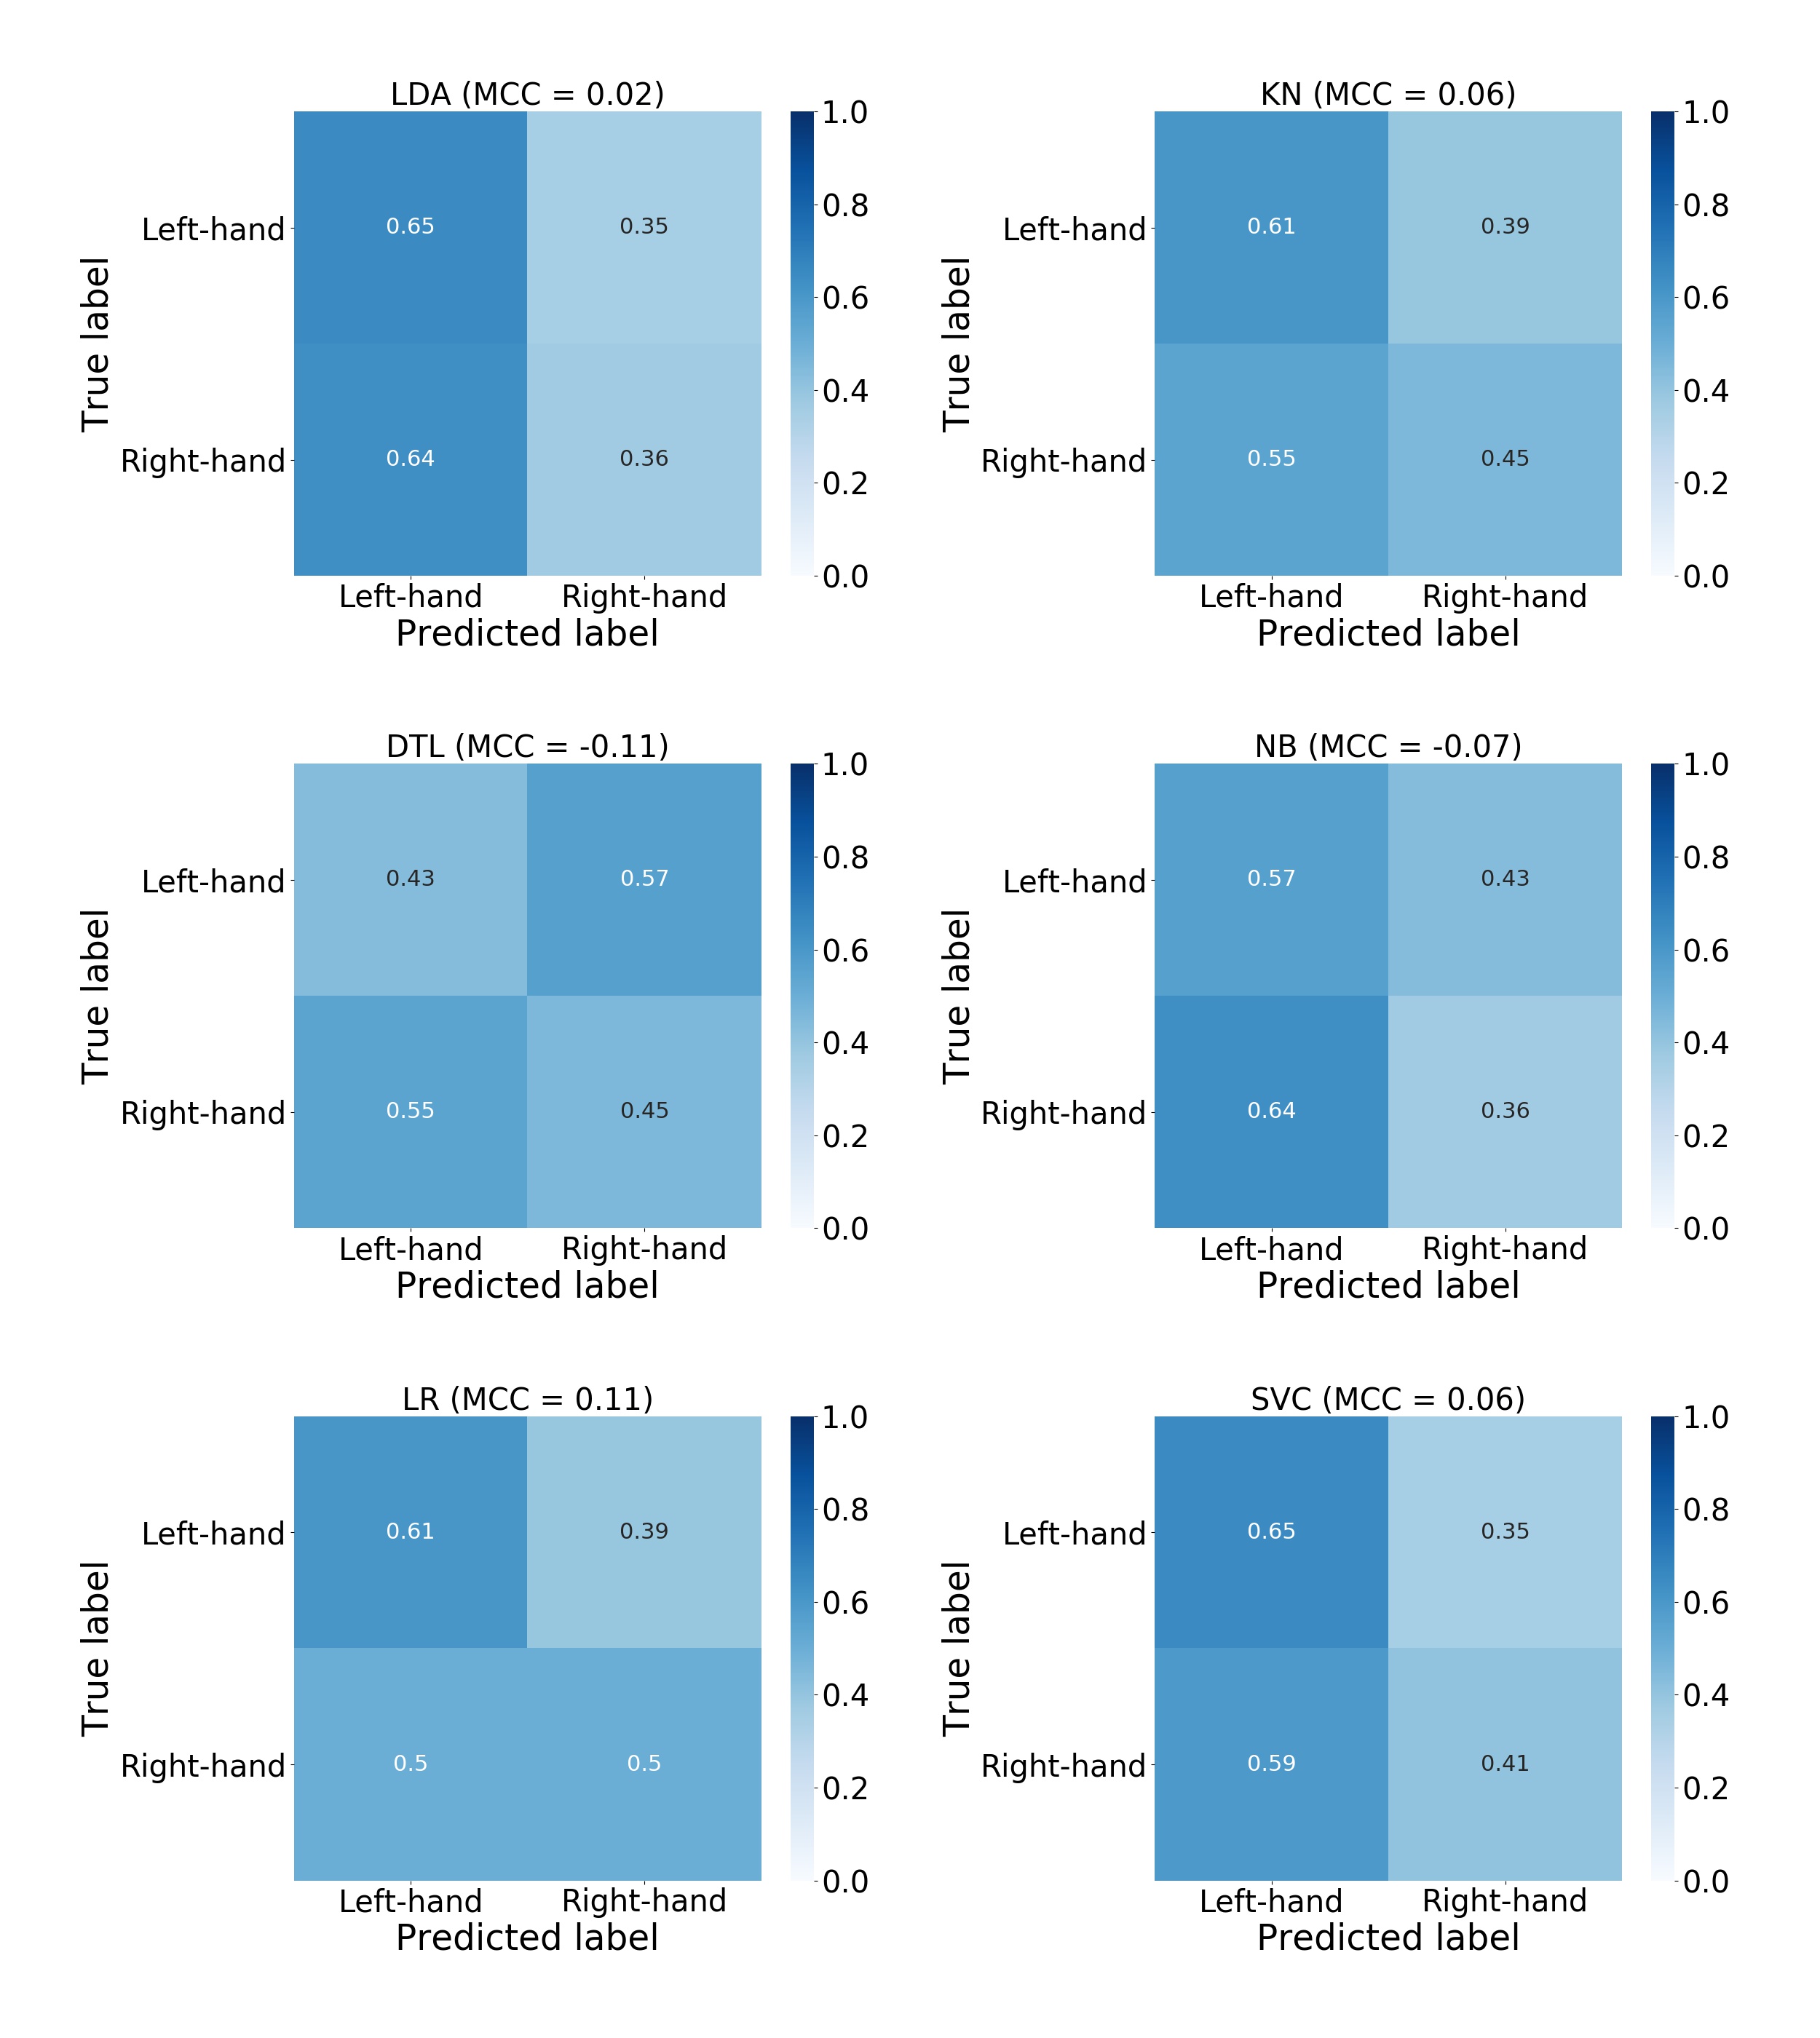 LDA (MCC = 0.02)
True label
Left-hand
Right-hand
0.65 0.35
0.64 0.36
1.0
0.8
0.6
0.4
0.2
0.0
Left-hand Right-hand
Predicted label
KN (MCC = 0.06)
True label
Left-hand
Right-hand
0.61 0.39
0.55 0.45
1.0
0.8
0.6
0.4
0.2
0.0
Left-hand Right-hand
Predicted label
DTL (MCC = -0.11)
True label
Left-hand
Right-hand
0.43 0.57
0.55 0.45
1.0
0.8
0.6
0.4
0.2
0.0
Left-hand Right-hand
Predicted label
NB (MCC = -0.07)
True label
Left-hand
Right-hand
0.57 0.43
0.64 0.36
1.0
0.8
0.6
0.4
0.2
0.0
Left-hand Right-hand
Predicted label
LR (MCC = 0.11)
True label
Left-hand
Right-hand
0.61 0.39
0.5 0.5
1.0
0.8
0.6
0.4
0.2
0.0
Left-hand Right-hand
Predicted label
SVC (MCC = 0.06)
True label
Left-hand
Right-hand
0.65 0.35
0.59 0.41
1.0
0.8
0.6
0.4
0.2
0.0
Left-hand Right-hand
Predicted label